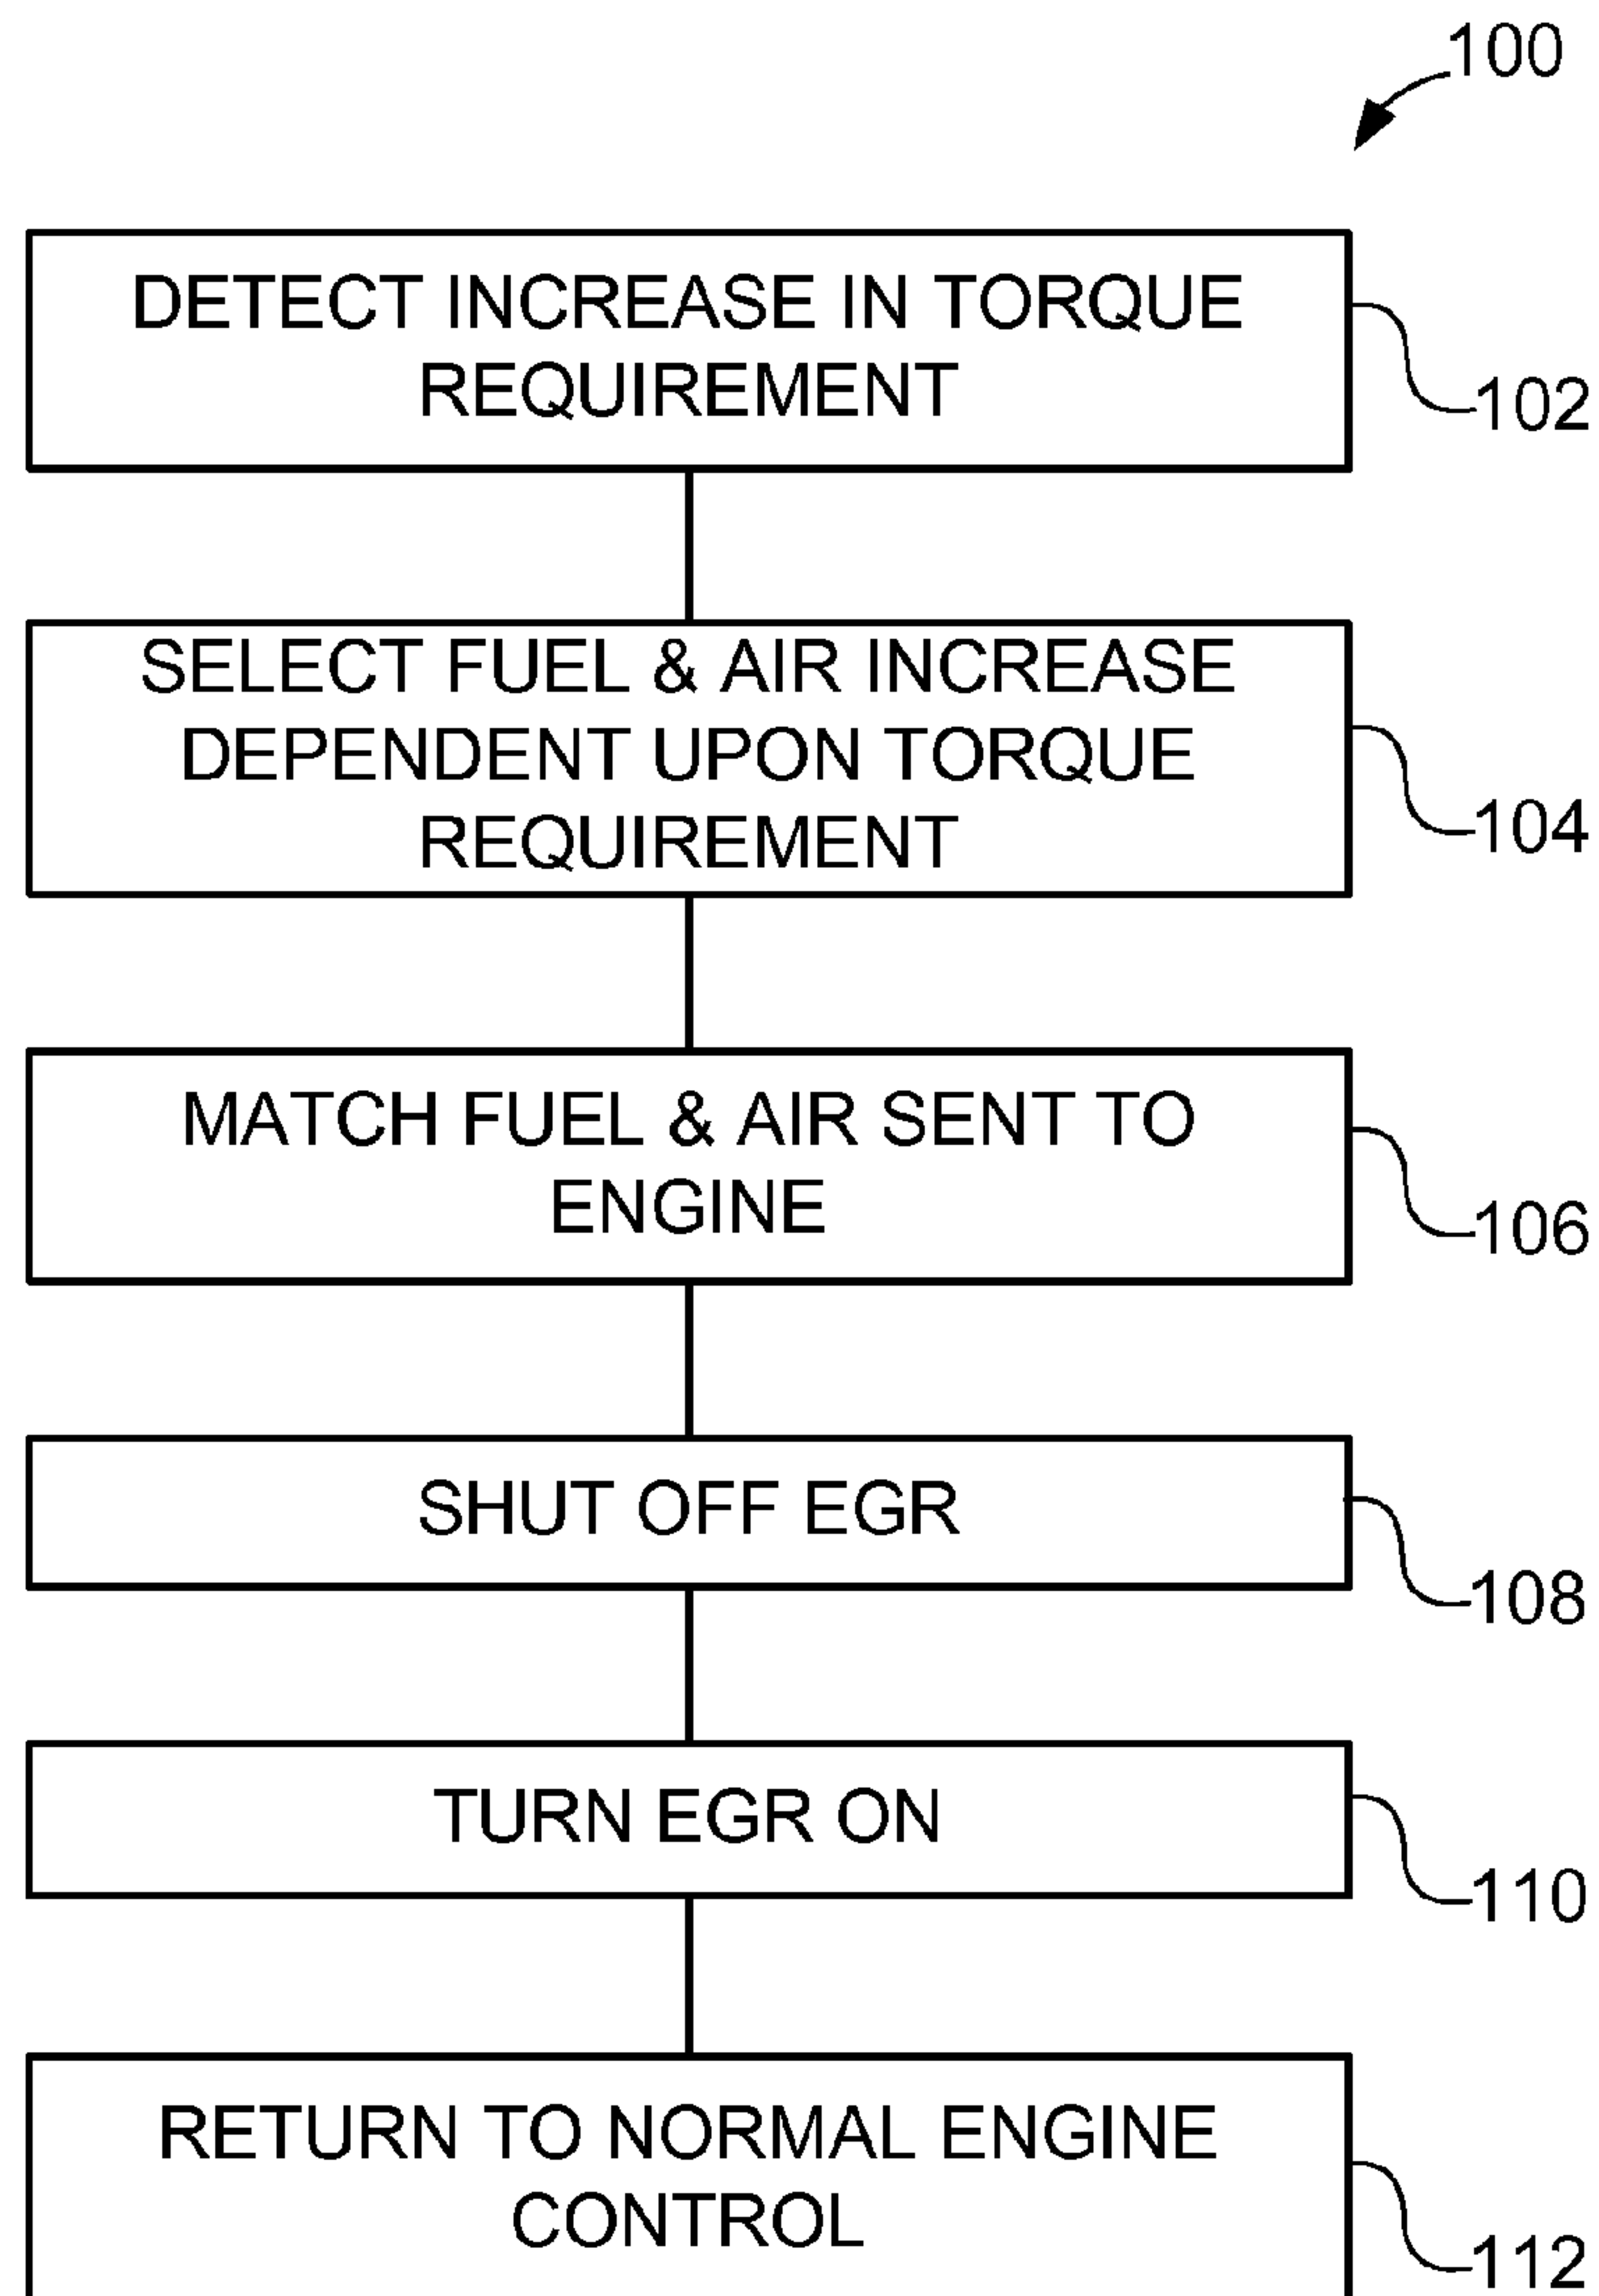 100
DETECT INCREASE IN TORQUE
REQUIREMENT
102
SELECT FUEL & AIR INCREASE
DEPENDENT UPON TORQUE
REQUIREMENT
104
MATCH FUEL & AIR SENT TO
ENGINE
106
SHUT OFF EGR
108
TURN EGR ON
110
RETURN TO NORMAL ENGINE
CONTROL
112